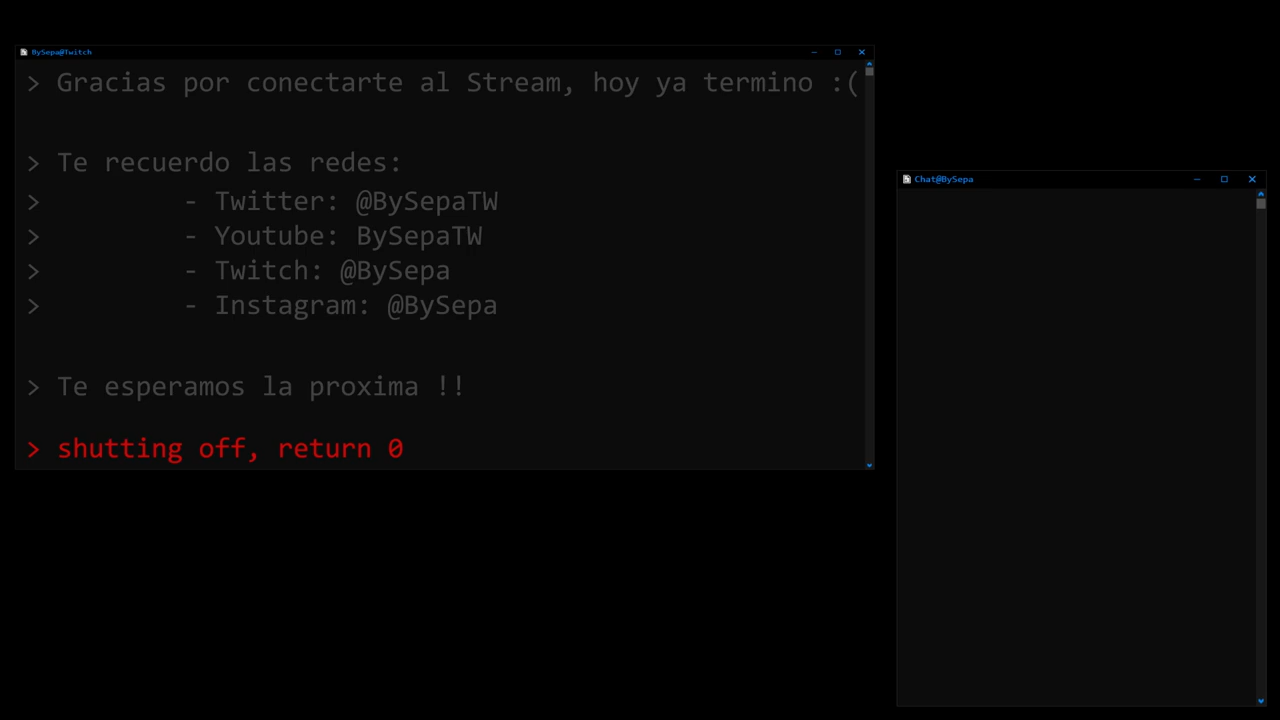 BySepa@Twitch
> Gracias por conectarte al Stream, hoy ya termino :(
> Te recuerdo las redes:
> - Twitter: @BySepaTW
> - Youtube: BySepaTW
> - Twitch: @BySepa
> - Instagram: @BySepa
> Te esperamos la proxima !!
> shutting off, return 0
Chat@BySepa